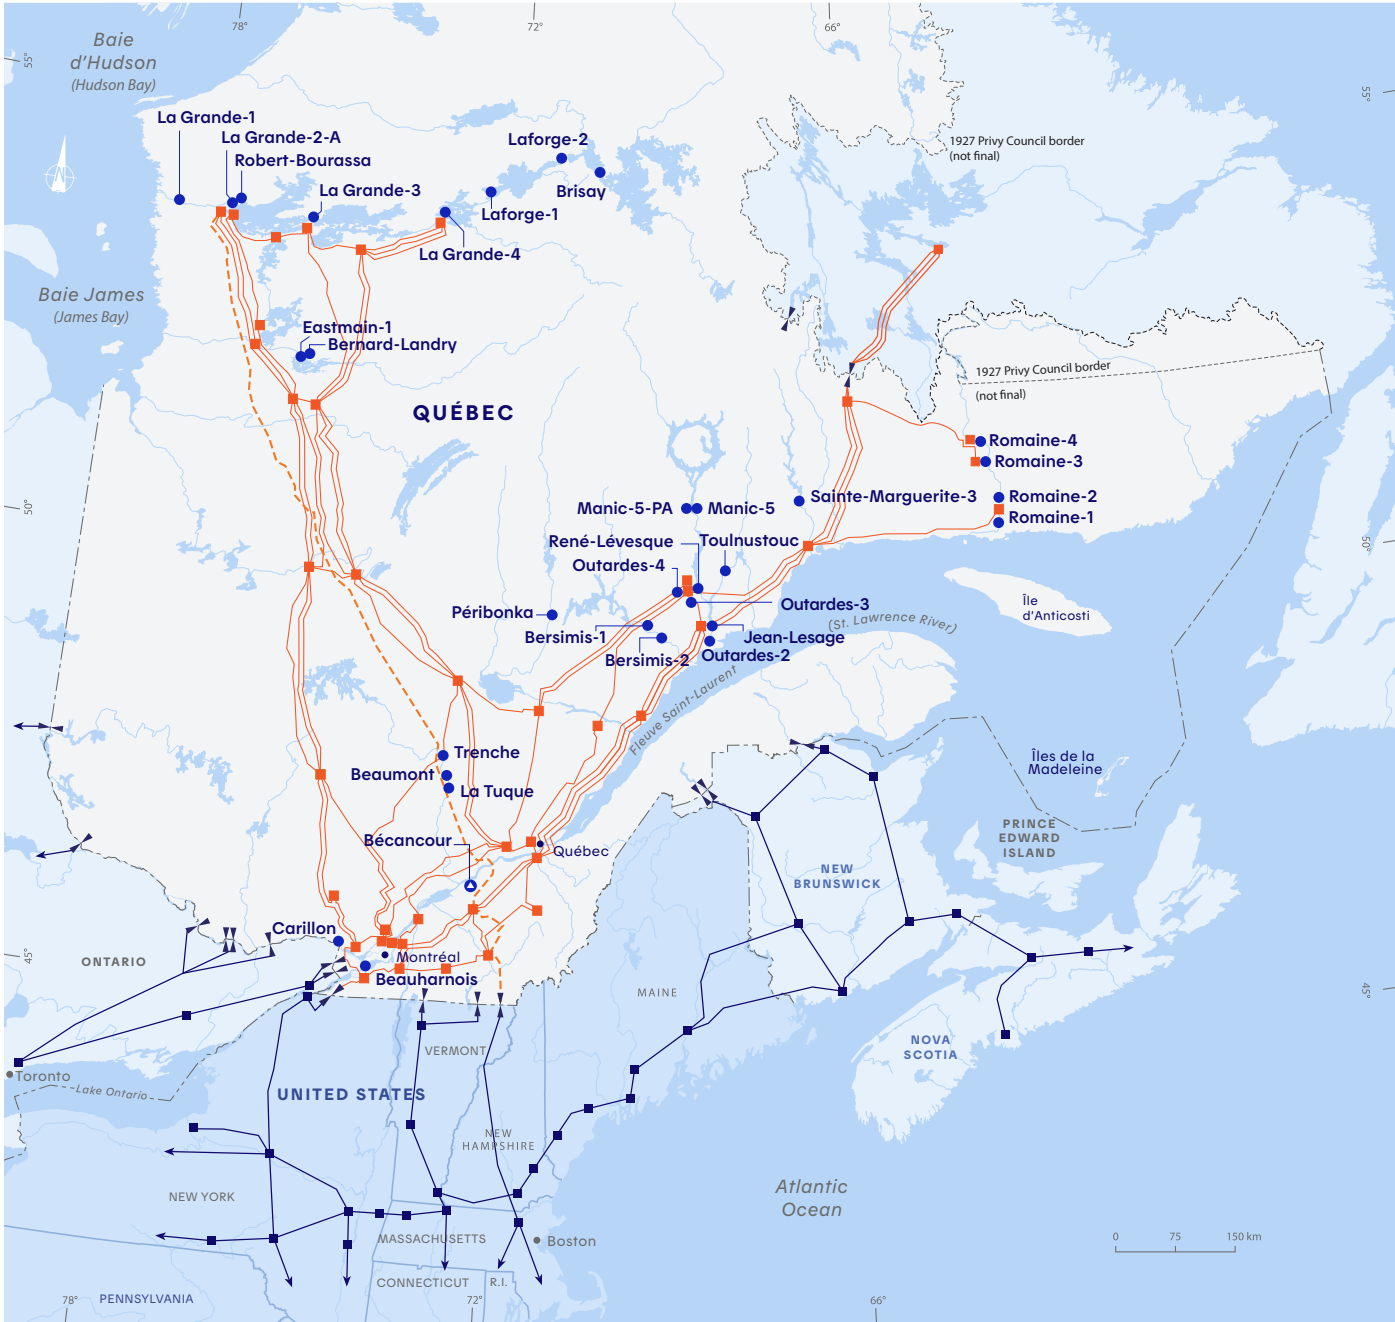 78°
72°
66°
Baie
d'Hudson
(Hudson Bay)
55°
55°
La Grande-1
La Grande-2-A
Robert-Bourassa
La Grande-3
Laforge-2
Brisay
Laforge-1
La Grande-4
1927 Privy Council border
(not final)
Baie James
(James Bay)
Eastmain-1
Bernard-Landry
1927 Privy Council border
(not final)
QUÉBEC
Romaine-4
Romaine-3
Romaine-2
Romaine-1
Sainte-Marguerite-3
Manic-5-PA
Manic-5
50°
50°
René-Lévesque
Toulnustouc
Outardes-4
Outardes-3
Péribonka
Bersimis-1
Bersimis-2
Jean-Lesage
Outardes-2
(St. Lawrence River)
Fleuve Saint-Laurent
Île
d'Anticosti
Trenche
Beaumont
La Tuque
Îles de la
Madeleine
Bécancour
Québec
PRINCE
EDWARD
ISLAND
NEW
BRUNSWICK
Carillon
Montréal
Beauharnois
45°
45°
ONTARIO
MAINE
NOVA
SCOTIA
VERMONT
Toronto
Lake Ontario
UNITED STATES
NEW
HAMPSHIRE
NEW YORK
Atlantic
Ocean
MASSACHUSETTS
Boston
CONNECTICUT
R.I.
PENNSYLVANIA
0
75
150 km
78°
72°
66°